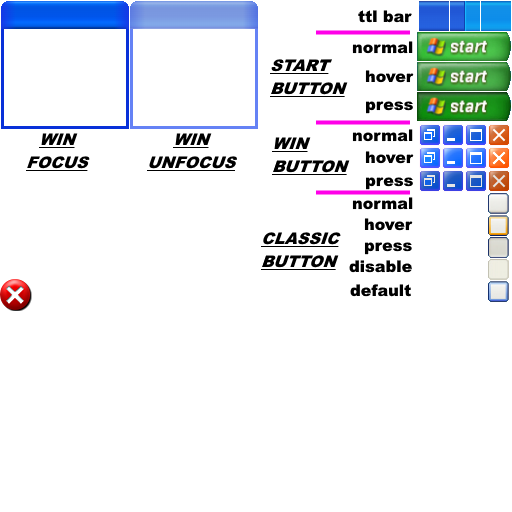 ttl bar
normal
start
START
BUTTON
hover
start
press
start
WIN
FOCUS
WIN
UNFOCUS
WIN
BUTTON
normal
hover
press
CLASSIC
BUTTON
normal
hover
press
disable
default